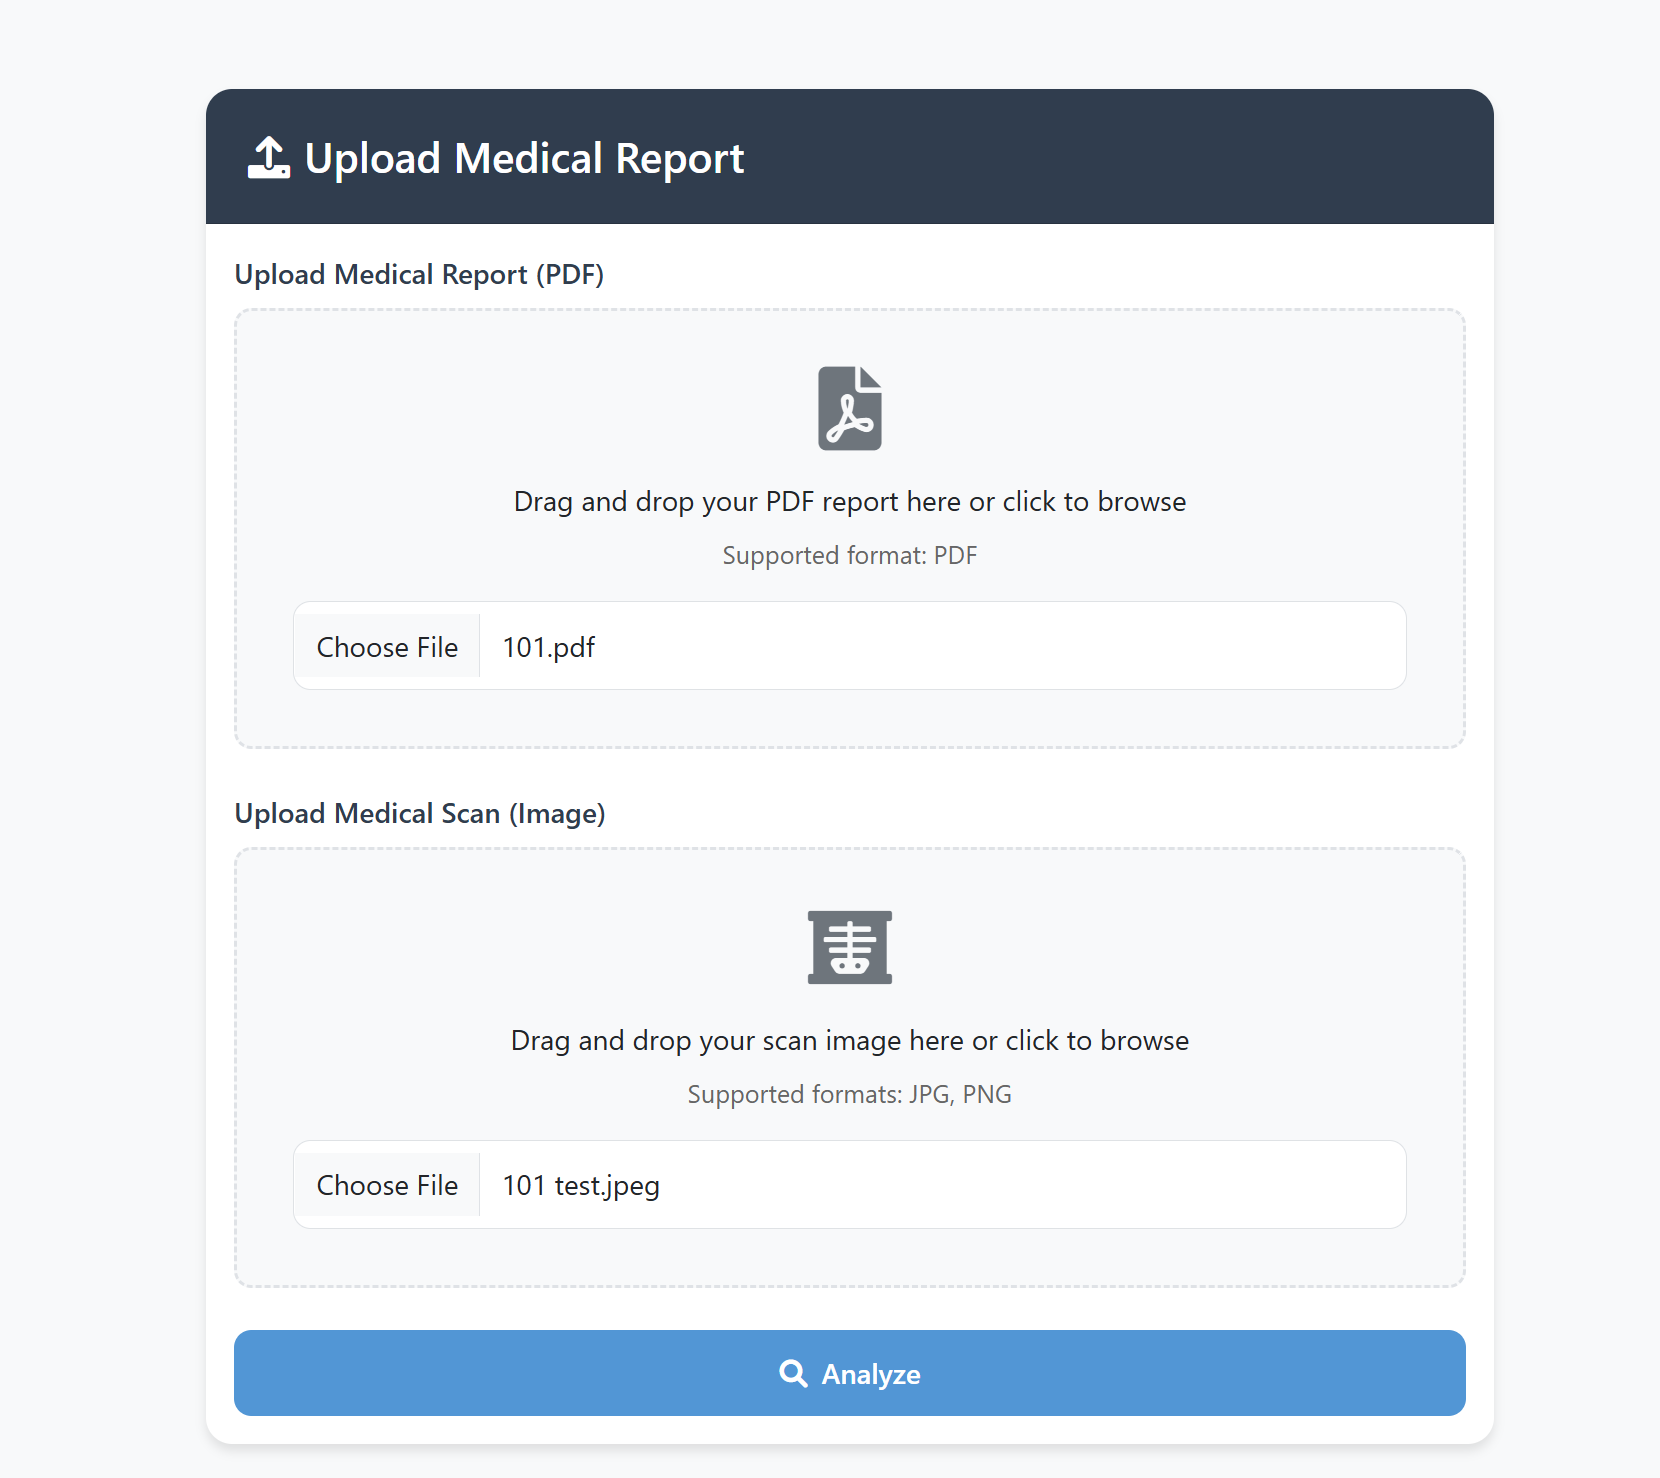 Upload Medical Report
Upload Medical Report (PDF)
Drag and drop your PDF report here or click to browse
Supported format: PDF
Choose File 101.pdf
Upload Medical Scan (Image)
Drag and drop your scan image here or click to browse
Supported formats: JPG, PNG
Choose File 101 test.jpeg
Analyze